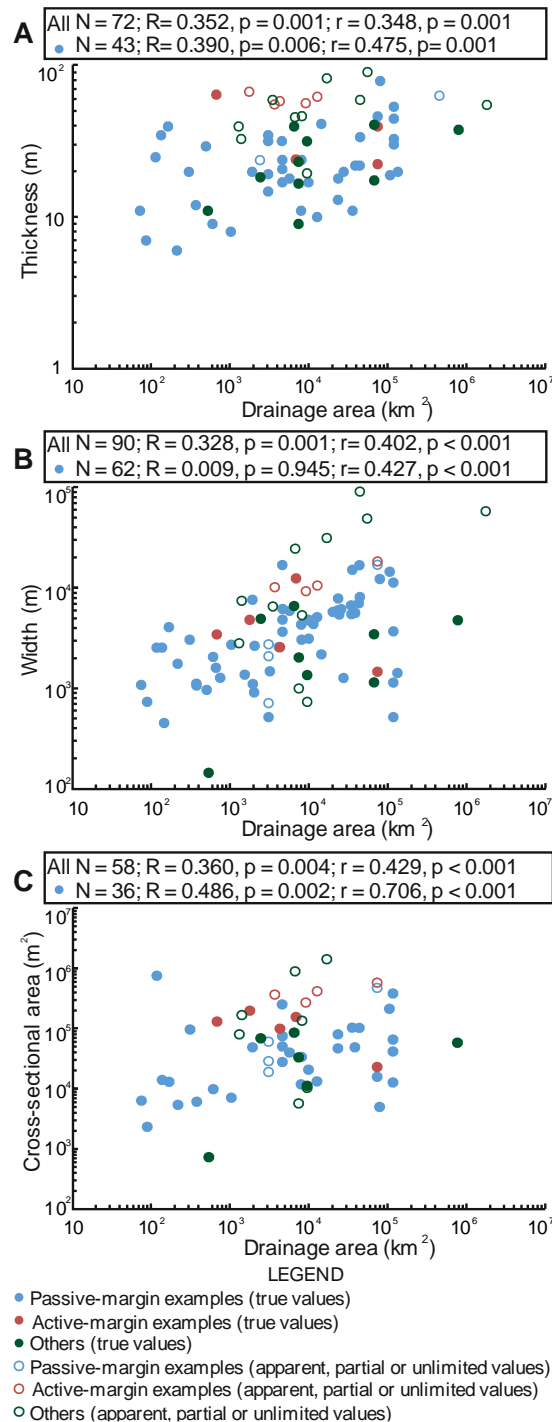 A
All N = 72; R = 0.352, p = 0.001; r = 0.348, p = 0.001
N = 43; R= 0.390, p= 0.006; r = 0.475, p= 0.001
10²
10
1
Thickness (m)
10 10² 10³ 10⁴ 10⁵ 10⁶ 10⁷
Drainage area (km²)
B
All N = 90; R = 0.328, p = 0.001; r = 0.402, p < 0.001
N = 62; R = 0.009, p = 0.945; r= 0.427, p < 0.001
10⁵
10⁴
10³
10²
Width (m)
10 10² 10³ 10⁴ 10⁵ 10⁶ 10⁷
Drainage area (km²)
C
All N = 58; R = 0.360, p = 0.004; r = 0.429, p < 0.001
N = 36; R = 0.486, p = 0.002; r = 0.706, p < 0.001
10⁷
10⁶
10⁵
10⁴
10³
10²
Cross-sectional area (m²)
10 10² 10³ 10⁴ 10⁵ 10⁶ 10⁷
Drainage area (km²)
LEGEND
Passive-margin examples (true values)
Active-margin examples (true values)
Others (true values)
Passive-margin examples (apparent, partial or unlimited values)
Active-margin examples (apparent, partial or unlimited values)
Others (apparent, partial or unlimited values)